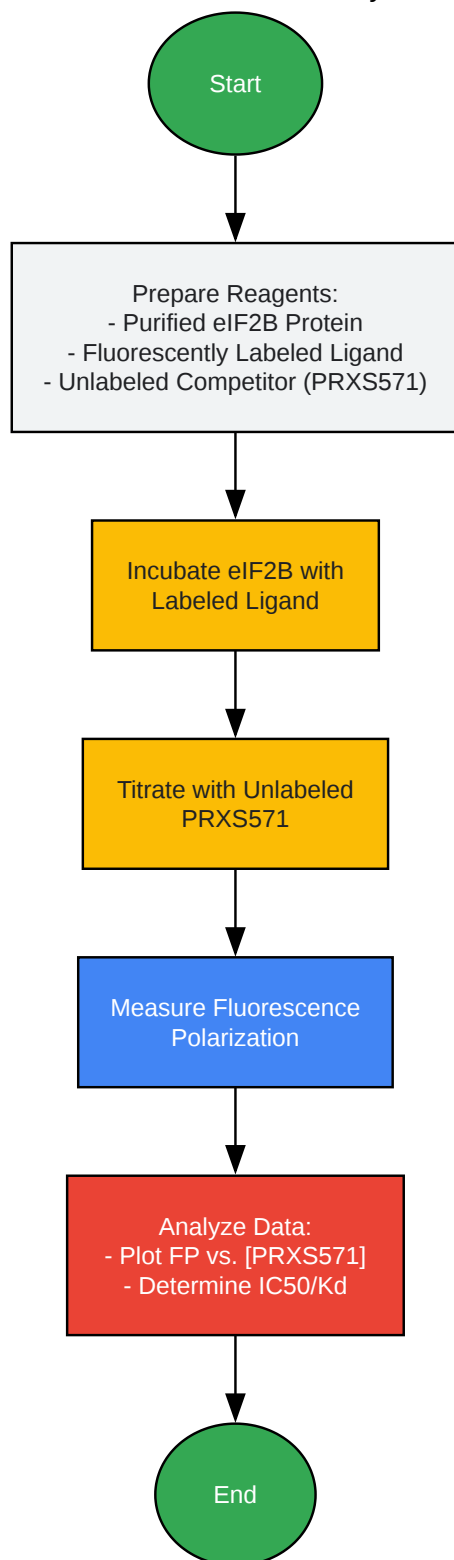 Start
Prepare Reagents:
- Purified eIF2B Protein
- Fluorescently Labeled Ligand
- Unlabeled Competitor (PRXS571)
Incubate eIF2B with
Labeled Ligand
Titrate with Unlabeled
PRXS571
Measure Fluorescence
Polarization
Analyze Data:
- Plot FP vs. [PRXS571]
- Determine IC50/Kd
End